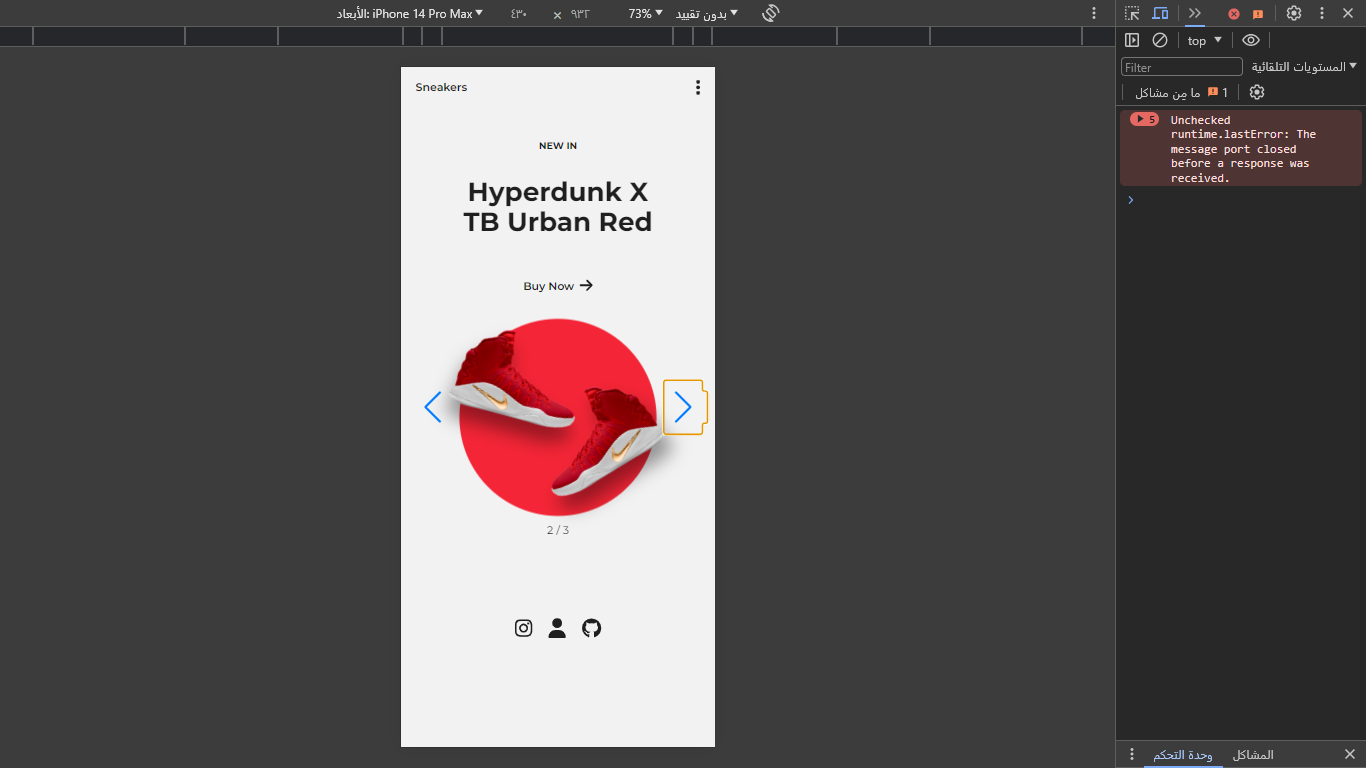 الأبعاد: iPhone 14 Pro Max
٤٣٠ × ٩٣٢
73%
بدون تقييد
top
Filter
المستويات التلقائية
1 ما مِن مشاكل
5
Unchecked
runtime.lastError: The
message port closed
before a response was
received.
Sneakers
NEW IN
Hyperdunk X
TB Urban Red
Buy Now
2 / 3
وحدة التحكم
المشاكل